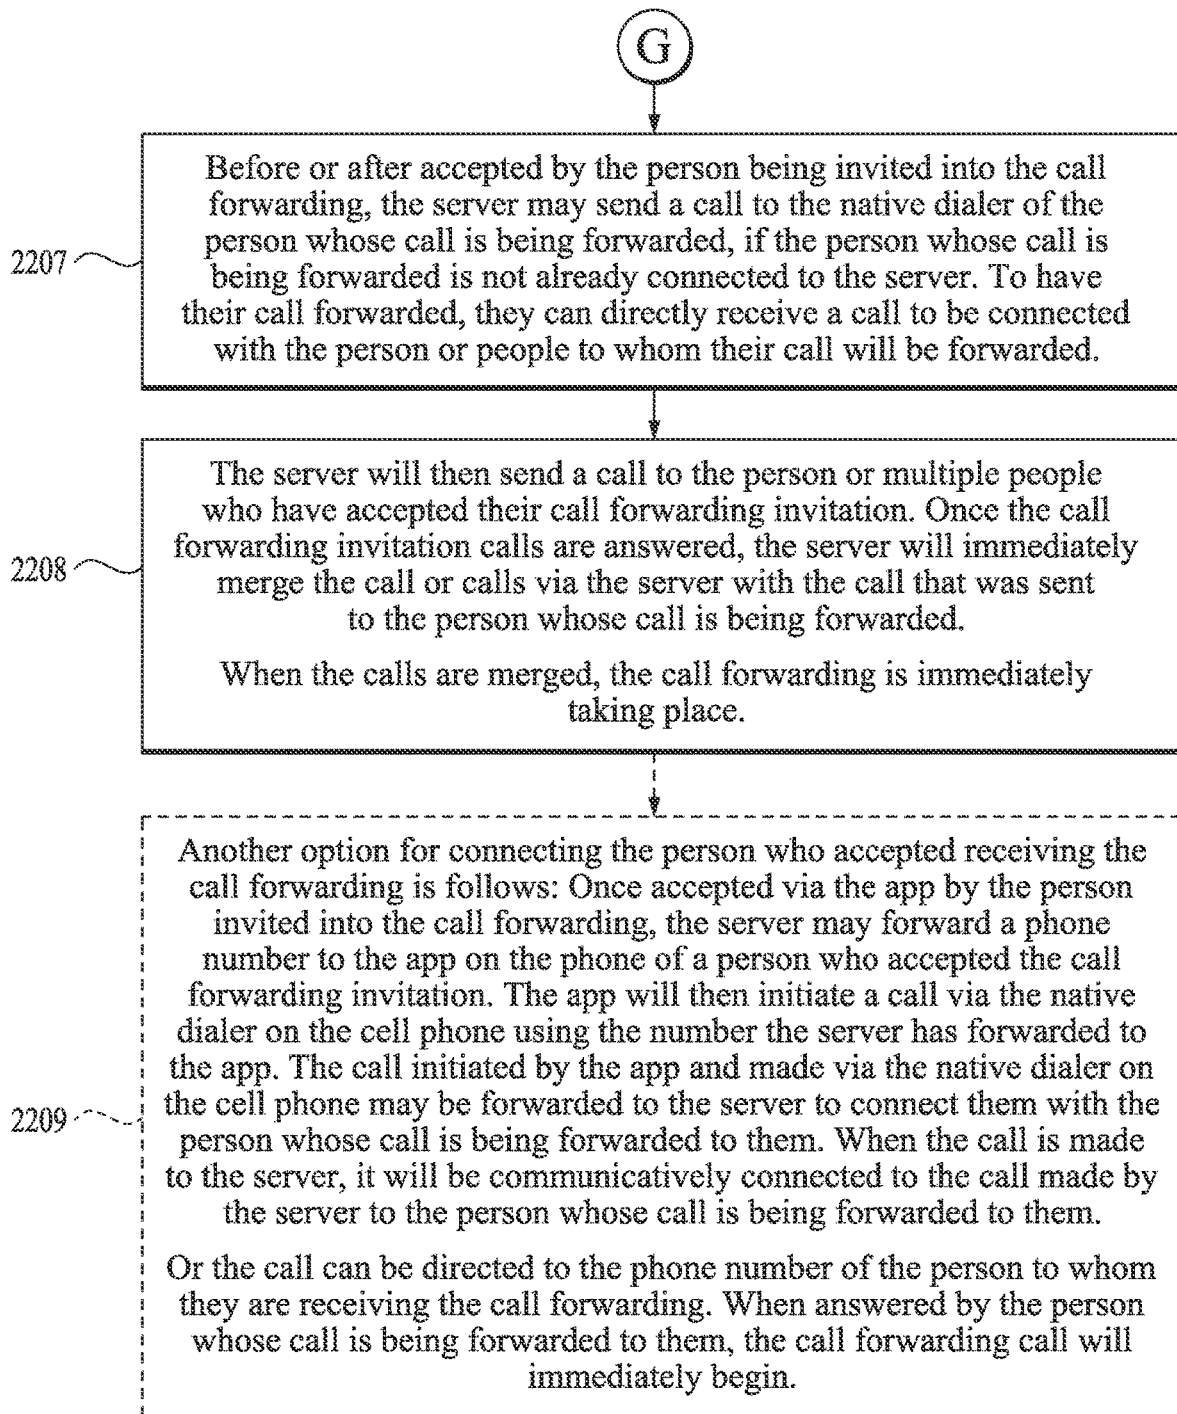 G
Before or after accepted by the person being invited into the call
forwarding, the server may send a call to the native dialer of the
person whose call is being forwarded, if the person whose call is
2207
being forwarded is not already connected to the server. To have
their call forwarded, they can directly receive a call to be connected
with the person or people to whom their call will be forwarded.
The server will then send a call to the person or multiple people
who have accepted their call forwarding invitation. Once the call
forwarding invitation calls are answered, the server will immediately
2208
merge the call or calls via the server with the call that was sent
to the person whose call is being forwarded.
When the calls are merged, the call forwarding is immediately
taking place.
Another option for connecting the person who accepted receiving the
call forwarding is follows: Once accepted via the app by the person
invited into the call forwarding, the server may forward a phone
number to the app on the phone of a person who accepted the call
forwarding invitation. The app will then initiate a call via the native
dialer on the cell phone using the number the server has forwarded to
the app. The call initiated by the app and made via the native dialer on
the cell phone may be forwarded to the server to connect them with the
2209
person whose call is being forwarded to them. When the call is made
to the server, it will be communicatively connected to the call made by
the server to the person whose call is being forwarded to them.
Or the call can be directed to the phone number of the person to whom
they are receiving the call forwarding. When answered by the person
whose call is being forwarded to them, the call forwarding call will
immediately begin.